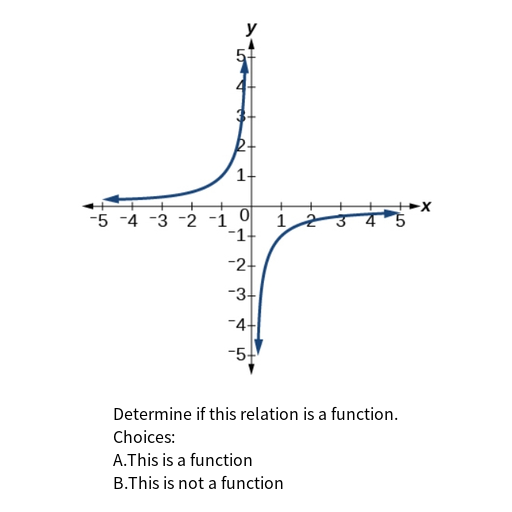 y
5
4
3
2
1
-5 -4 -3 -2 -1 0 1 2 3 4 5 x
-1
-2
-3
-4
-5
Determine if this relation is a function.
Choices:
A.This is a function
B.This is not a function